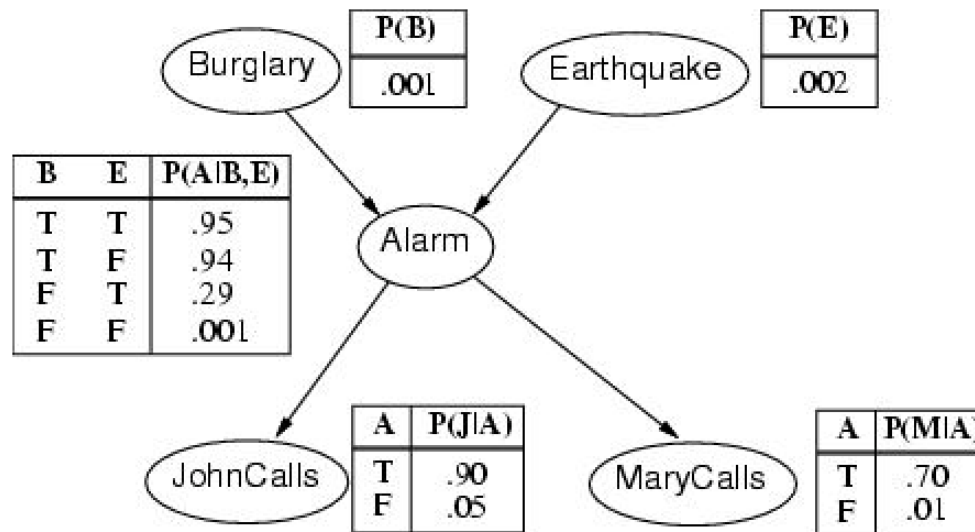 P(B)
.001
Burglary
P(E)
.002
Earthquake
B E P(A|B,E)
T T .95
T F .94
F T .29
F F .001
Alarm
JohnCalls
A P(J|A)
T .90
F .05
MaryCalls
A P(M|A)
T .70
F .01